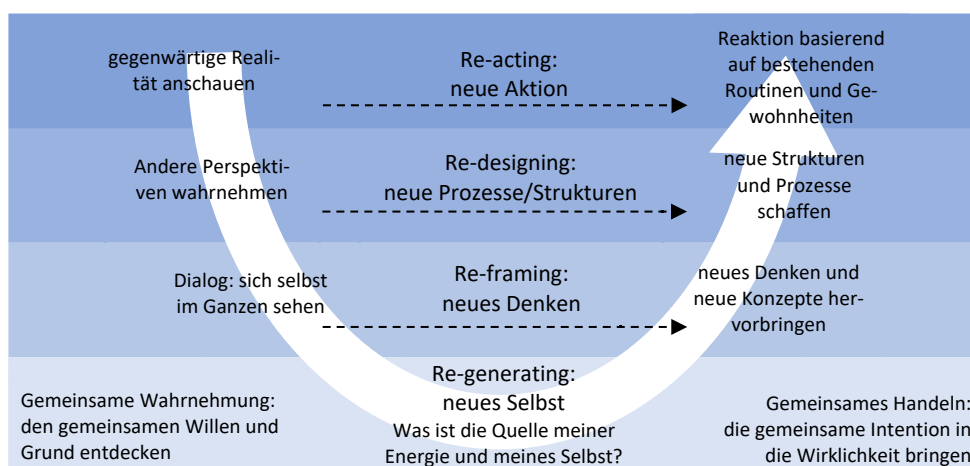 gegenwärtige Reali-
tät anschauen
Re-acting:
neue Aktion
Reaktion basierend
auf bestehenden
Routinen und Ge-
wohnheiten
Andere Perspekti-
ven wahrnehmen
Re-designing:
neue Prozesse/Strukturen
neue Strukturen
und Prozesse
schaffen
Dialog: sich selbst
im Ganzen sehen
Re-framing:
neues Denken
neues Denken und
neue Konzepte her-
vorbringen
Gemeinsame Wahrnehmung:
den gemeinsamen Willen und
Grund entdecken
Re-generating:
neues Selbst
Was ist die Quelle meiner
Energie und meines Selbst?
Gemeinsames Handeln:
die gemeinsame Intention in
die Wirklichkeit bringen